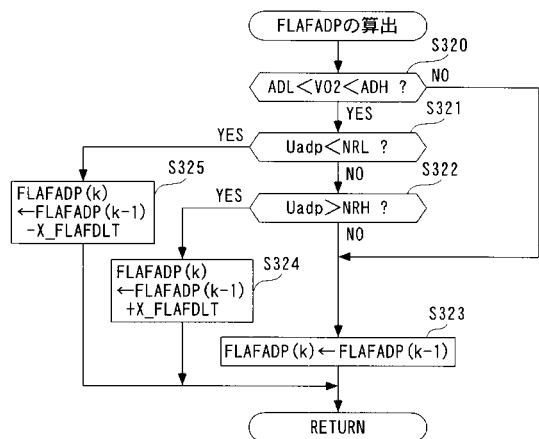 FLAFADPの算出
S320
ADL<VO2<ADH ?
NO
YES
S321
YES
Uadp<NRL ?
NO
S325
S322
FLAFADP(k)
←FLAFADP(k-1)
-X_FLAFDLT
YES
Uadp>NRH ?
NO
S324
FLAFADP(k)
←FLAFADP(k-1)
+X_FLAFDLT
S323
FLAFADP(k)←FLAFADP(k-1)
RETURN